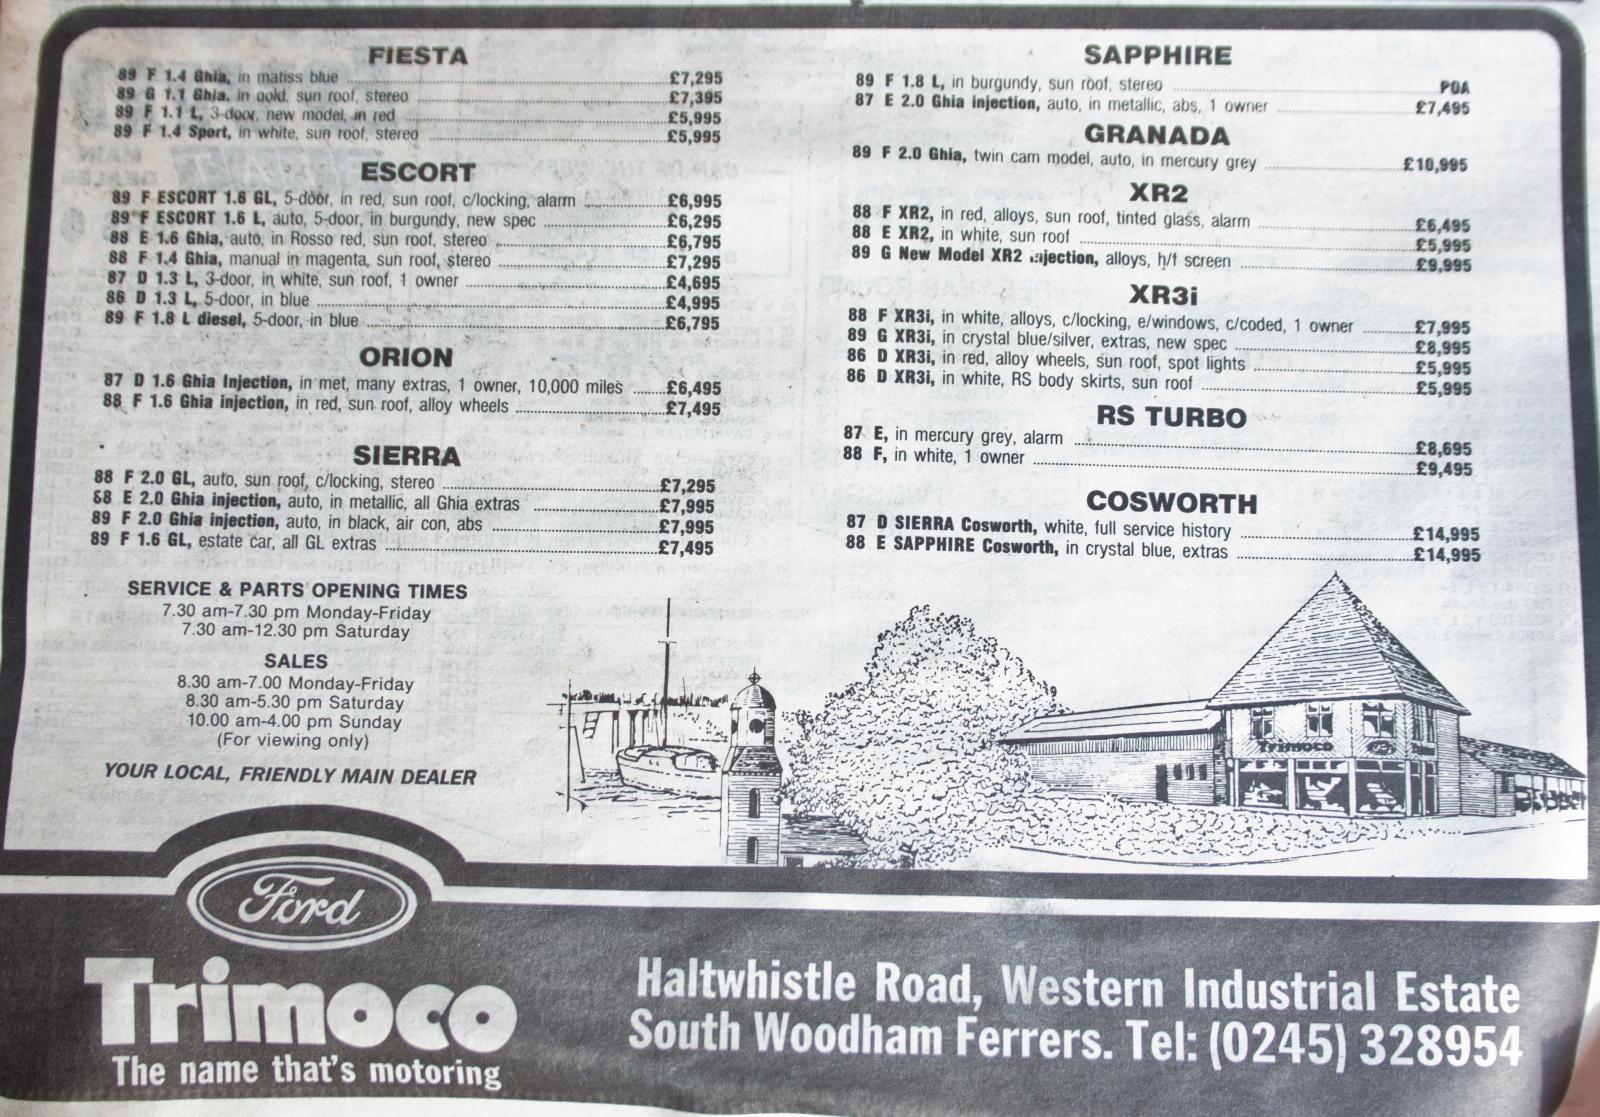 FIESTA
89 F 1.4 Ghia, in matiss blue £7,295
89 G 1.1 Ghia, in gold, sun roof, stereo £7,395
89 F 1.1 L, 3-door, new model, in red £5,995
89 F 1.4 Sport, in white, sun roof, stereo £5,995
ESCORT
89 F ESCORT 1.6 GL, 5-door, in red, sun roof, c/locking, alarm £6,995
89 F ESCORT 1.6 L, auto, 5-door, in burgundy, new spec £6,295
88 E 1.6 Ghia, auto, in Rosso red, sun roof, stereo £6,795
88 F 1.4 Ghia, manual in magenta, sun roof, stereo £7,295
87 D 1.3 L, 3-door, in white, sun roof, 1 owner £4,695
86 D 1.3 L, 5-door, in blue £4,995
89 F 1.8 L diesel, 5-door, in blue £6,795
ORION
87 D 1.6 Ghia Injection, in met, many extras, 1 owner, 10,000 miles £6,495
88 F 1.6 Ghia injection, in red, sun roof, alloy wheels £7,495
SIERRA
88 F 2.0 GL, auto, sun roof, c/locking, stereo £7,295
88 E 2.0 Ghia injection, auto, in metallic, all Ghia extras £7,995
89 F 2.0 Ghia injection, auto, in black, air con, abs £7,995
89 F 1.6 GL, estate car, all GL extras £7,495
SERVICE & PARTS OPENING TIMES
7.30 am-7.30 pm Monday-Friday
7.30 am-12.30 pm Saturday
SALES
8.30 am-7.00 Monday-Friday
8.30 am-5.30 pm Saturday
10.00 am-4.00 pm Sunday
(For viewing only)
YOUR LOCAL, FRIENDLY MAIN DEALER
SAPPHIRE
89 F 1.8 L, in burgundy, sun roof, stereo POA
87 E 2.0 Ghia injection, auto, in metallic, abs, 1 owner £7,495
GRANADA
89 F 2.0 Ghia, twin cam model, auto, in mercury grey £10,995
XR2
88 F XR2, in red, alloys, sun roof, tinted glass, alarm £6,495
88 E XR2, in white, sun roof £5,995
89 G New Model XR2 injection, alloys, h/f screen £9,995
XR3i
88 F XR3i, in white, alloys, c/locking, e/windows, c/coded, 1 owner £7,995
89 G XR3i, in crystal blue/silver, extras, new spec £8,995
86 D XR3i, in red, alloy wheels, sun roof, spot lights £5,995
86 D XR3i, in white, RS body skirts, sun roof £5,995
RS TURBO
87 E, in mercury grey, alarm £8,695
88 F, in white, 1 owner £9,495
COSWORTH
87 D SIERRA Cosworth, white, full service history £14,995
88 E SAPPHIRE Cosworth, in crystal blue, extras £14,995
Trimoco
Ford
Trimoco
The name that's motoring
Haltwhistle Road, Western Industrial Estate
South Woodham Ferrers. Tel: (0245) 328954